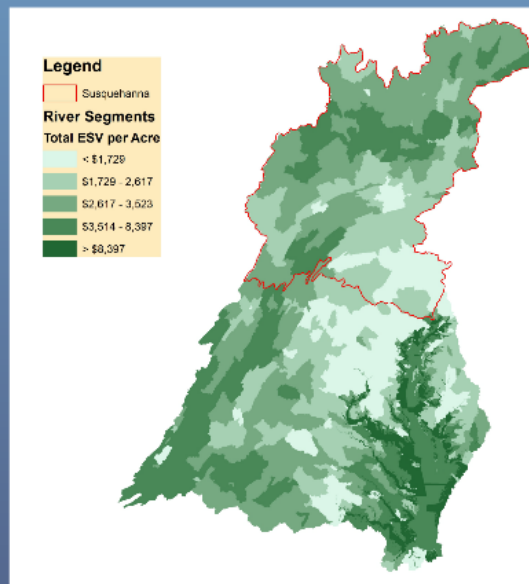 Legend
Susquehanna
River Segments
Total ESV per Acre
< $1,729
$1,729 - 2,617
$2,617 - 3,523
$3,514 - 8,397
> $8,397